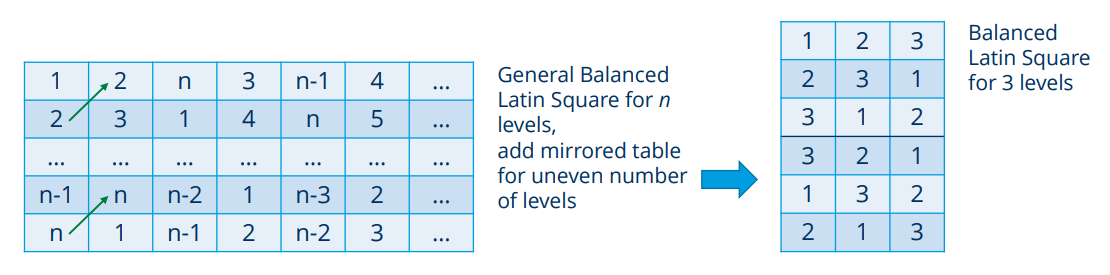 1 2 n 3 n-1 4 ...
2 3 1 4 n 5 ...
... ... ... ... ... ... ...
n-1 n n-2 1 n-3 2 ...
n 1 n-1 2 n-2 3 ...
General Balanced
Latin Square for n
levels,
add mirrored table
for uneven number
of levels
1 2 3
2 3 1
3 1 2
3 2 1
1 3 2
2 1 3
Balanced
Latin Square
for 3 levels